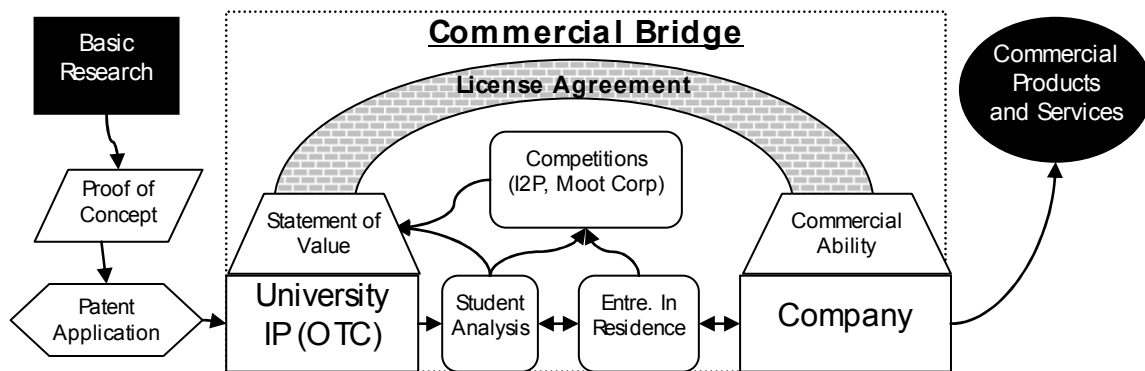 Basic
Research
Proof of
Concept
Patent
Application
Commercial Bridge
License Agreement
Competitions
(I2P, Moot Corp)
Statement of
Value
University
IP (OTC)
Student
Analysis
Entre. In
Residence
Commercial
Ability
Company
Commercial
Products
and Services